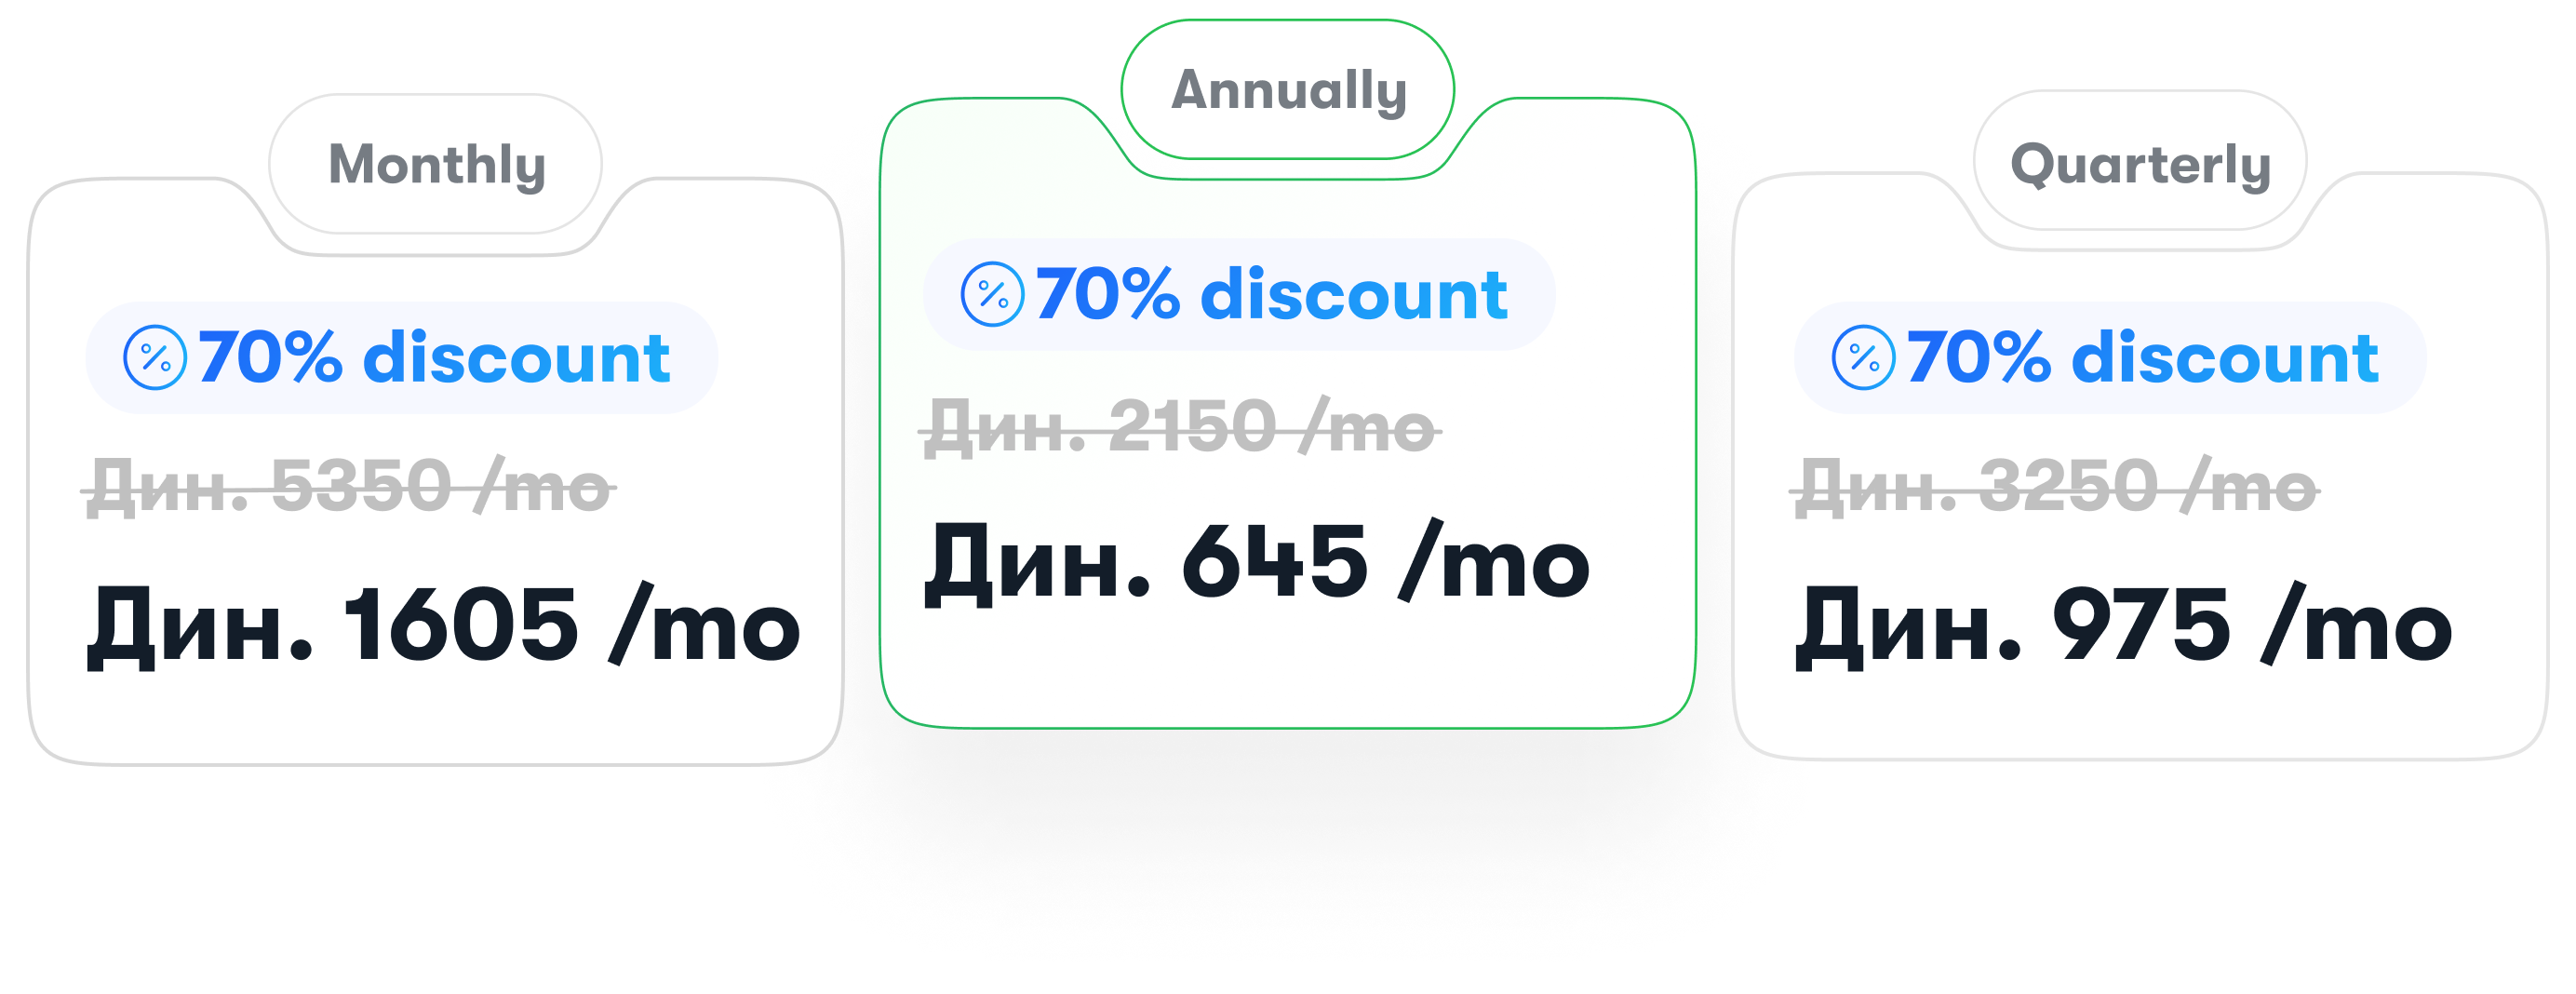 Monthly
70% discount
Дин. 5350 /mo
Дин. 1605 /mo
Annually
70% discount
Дин. 2150 /mo
Дин. 645 /mo
Quarterly
70% discount
Дин. 3250 /mo
Дин. 975 /mo